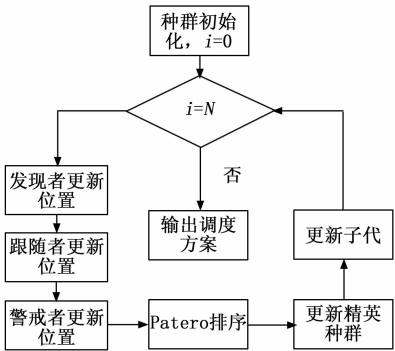 种群初始
化，i=0
i=N
否
发现者更新
位置
输出调度
方案
更新子代
跟随者更新
位置
警戒者更新
位置
Patero排序
更新精英
种群